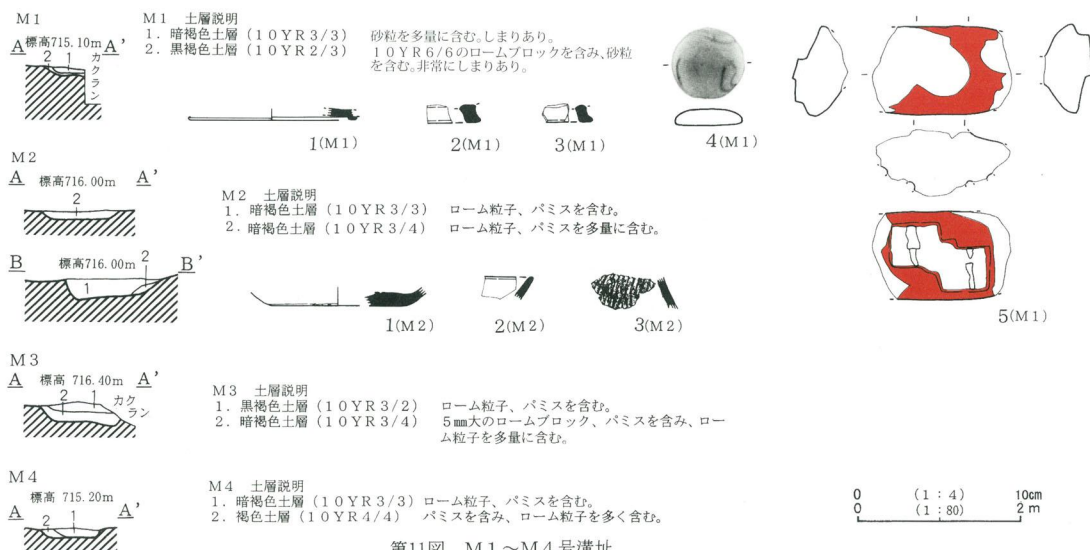 M1
A 標高715.10m A'
2 1 カクラン
M1 土層説明
1. 暗褐色土層(10YR3/3) 砂粒を多量に含む。しまりあり。
2. 黒褐色土層(10YR2/3) 10YR6/6のロームブロックを含み、砂粒
を含む。非常にしまりあり。
1(M1)
2(M1)
3(M1)
4(M1)
5(M1)
M2
A 標高716.00m A'
2
M2 土層説明
1. 暗褐色土層(10YR3/3) ローム粒子、パミスを含む。
2. 暗褐色土層(10YR3/4) ローム粒子、パミスを多量に含む。
B 標高716.00m B'
1 2
1(M2)
2(M2)
3(M2)
M3
A 標高 716.40m A'
2 1 カクラン
M3 土層説明
1. 黒褐色土層(10YR3/2) ローム粒子、パミスを含む。
2. 暗褐色土層(10YR3/4) 5㎜大のロームブロック、パミスを含み、ロー
ム粒子を多量に含む。
M4
標高 715.20m
A 2 1 A'
M4 土層説明
1. 暗褐色土層(10YR3/3) ローム粒子、パミスを含む。
2. 褐色土層(10YR4/4) パミスを含み、ローム粒子を多く含む。
0 (1:4) 10cm
0 (1:80) 2m
第11図 M1～M4号溝址